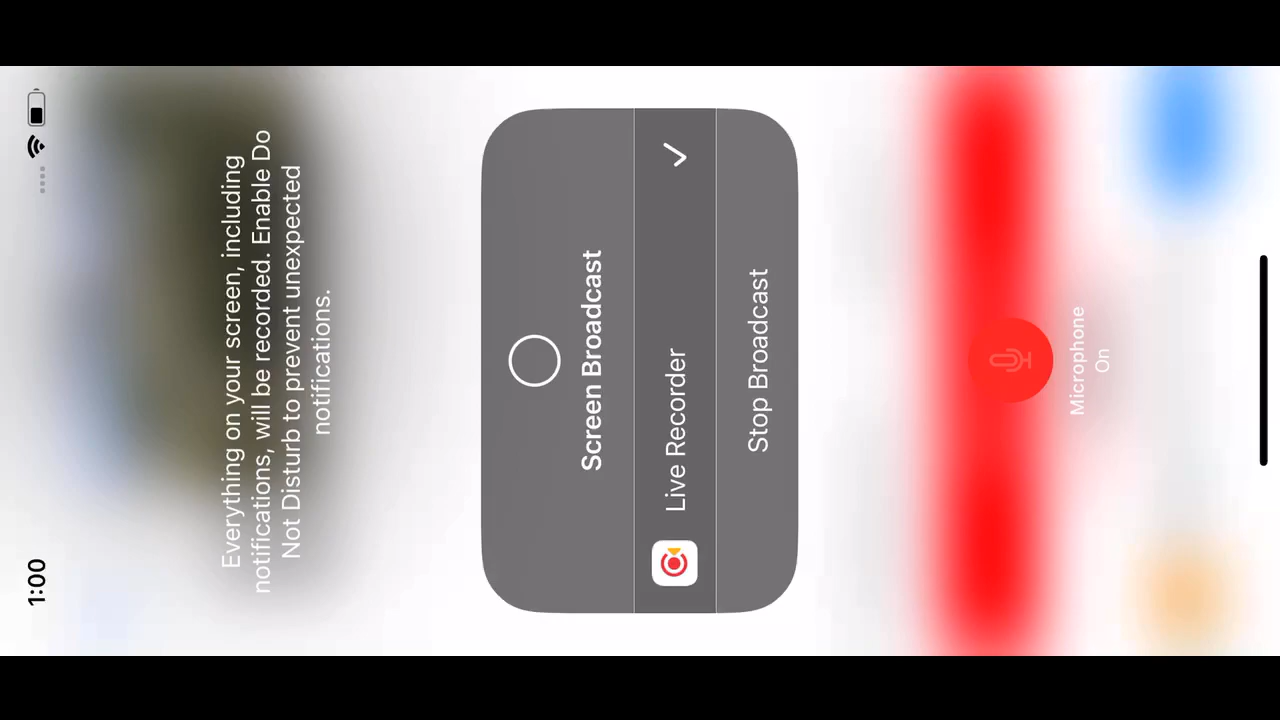 1:00
Everything on your screen, including
notifications, will be recorded. Enable Do
Not Disturb to prevent unexpected
notifications.
Screen Broadcast
Live Recorder
Stop Broadcast
Microphone
On